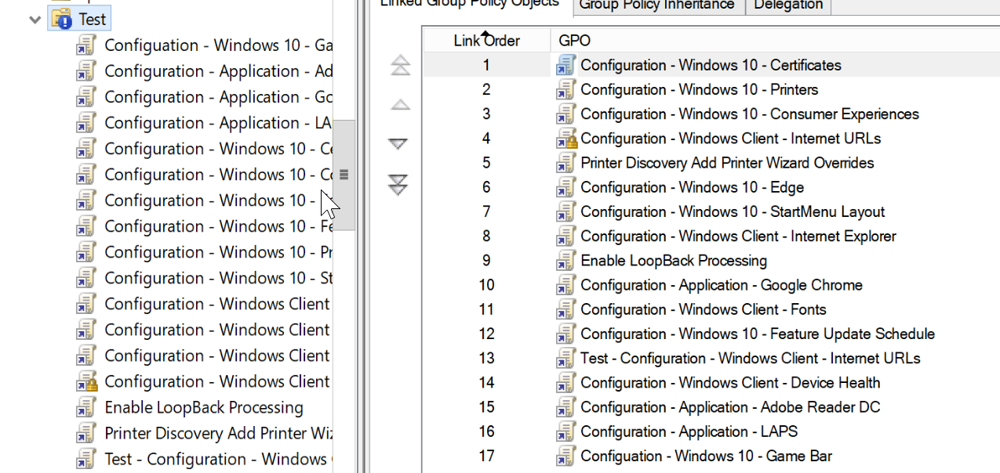 Test
Configuation - Windows 10 - Ga
Configuration - Application - Ad
Configuration - Application - Gc
Configuration - Application - LA
Configuration - Windows 10 - Ce
Configuration - Windows 10 - Co
Configuration - Windows 10 -
Configuration - Windows 10 - Fe
Configuration - Windows 10 - Pr
Configuration - Windows 10 - St
Configuration - Windows Client
Configuration - Windows Client
Configuration - Windows Client
Configuration - Windows Client
Enable LoopBack Processing
Printer Discovery Add Printer Wiz
Test - Configuration - Windows
Linked Group Policy Objects Group Policy Inheritance Delegation
Link Order GPO
1 Configuration - Windows 10 - Certificates
2 Configuration - Windows 10 - Printers
3 Configuration - Windows 10 - Consumer Experiences
4 Configuration - Windows Client - Internet URLs
5 Printer Discovery Add Printer Wizard Overrides
6 Configuration - Windows 10 - Edge
7 Configuration - Windows 10 - StartMenu Layout
8 Configuration - Windows Client - Internet Explorer
9 Enable LoopBack Processing
10 Configuration - Application - Google Chrome
11 Configuration - Windows Client - Fonts
12 Configuration - Windows 10 - Feature Update Schedule
13 Test - Configuration - Windows Client - Internet URLs
14 Configuration - Windows Client - Device Health
15 Configuration - Application - Adobe Reader DC
16 Configuration - Application - LAPS
17 Configuation - Windows 10 - Game Bar